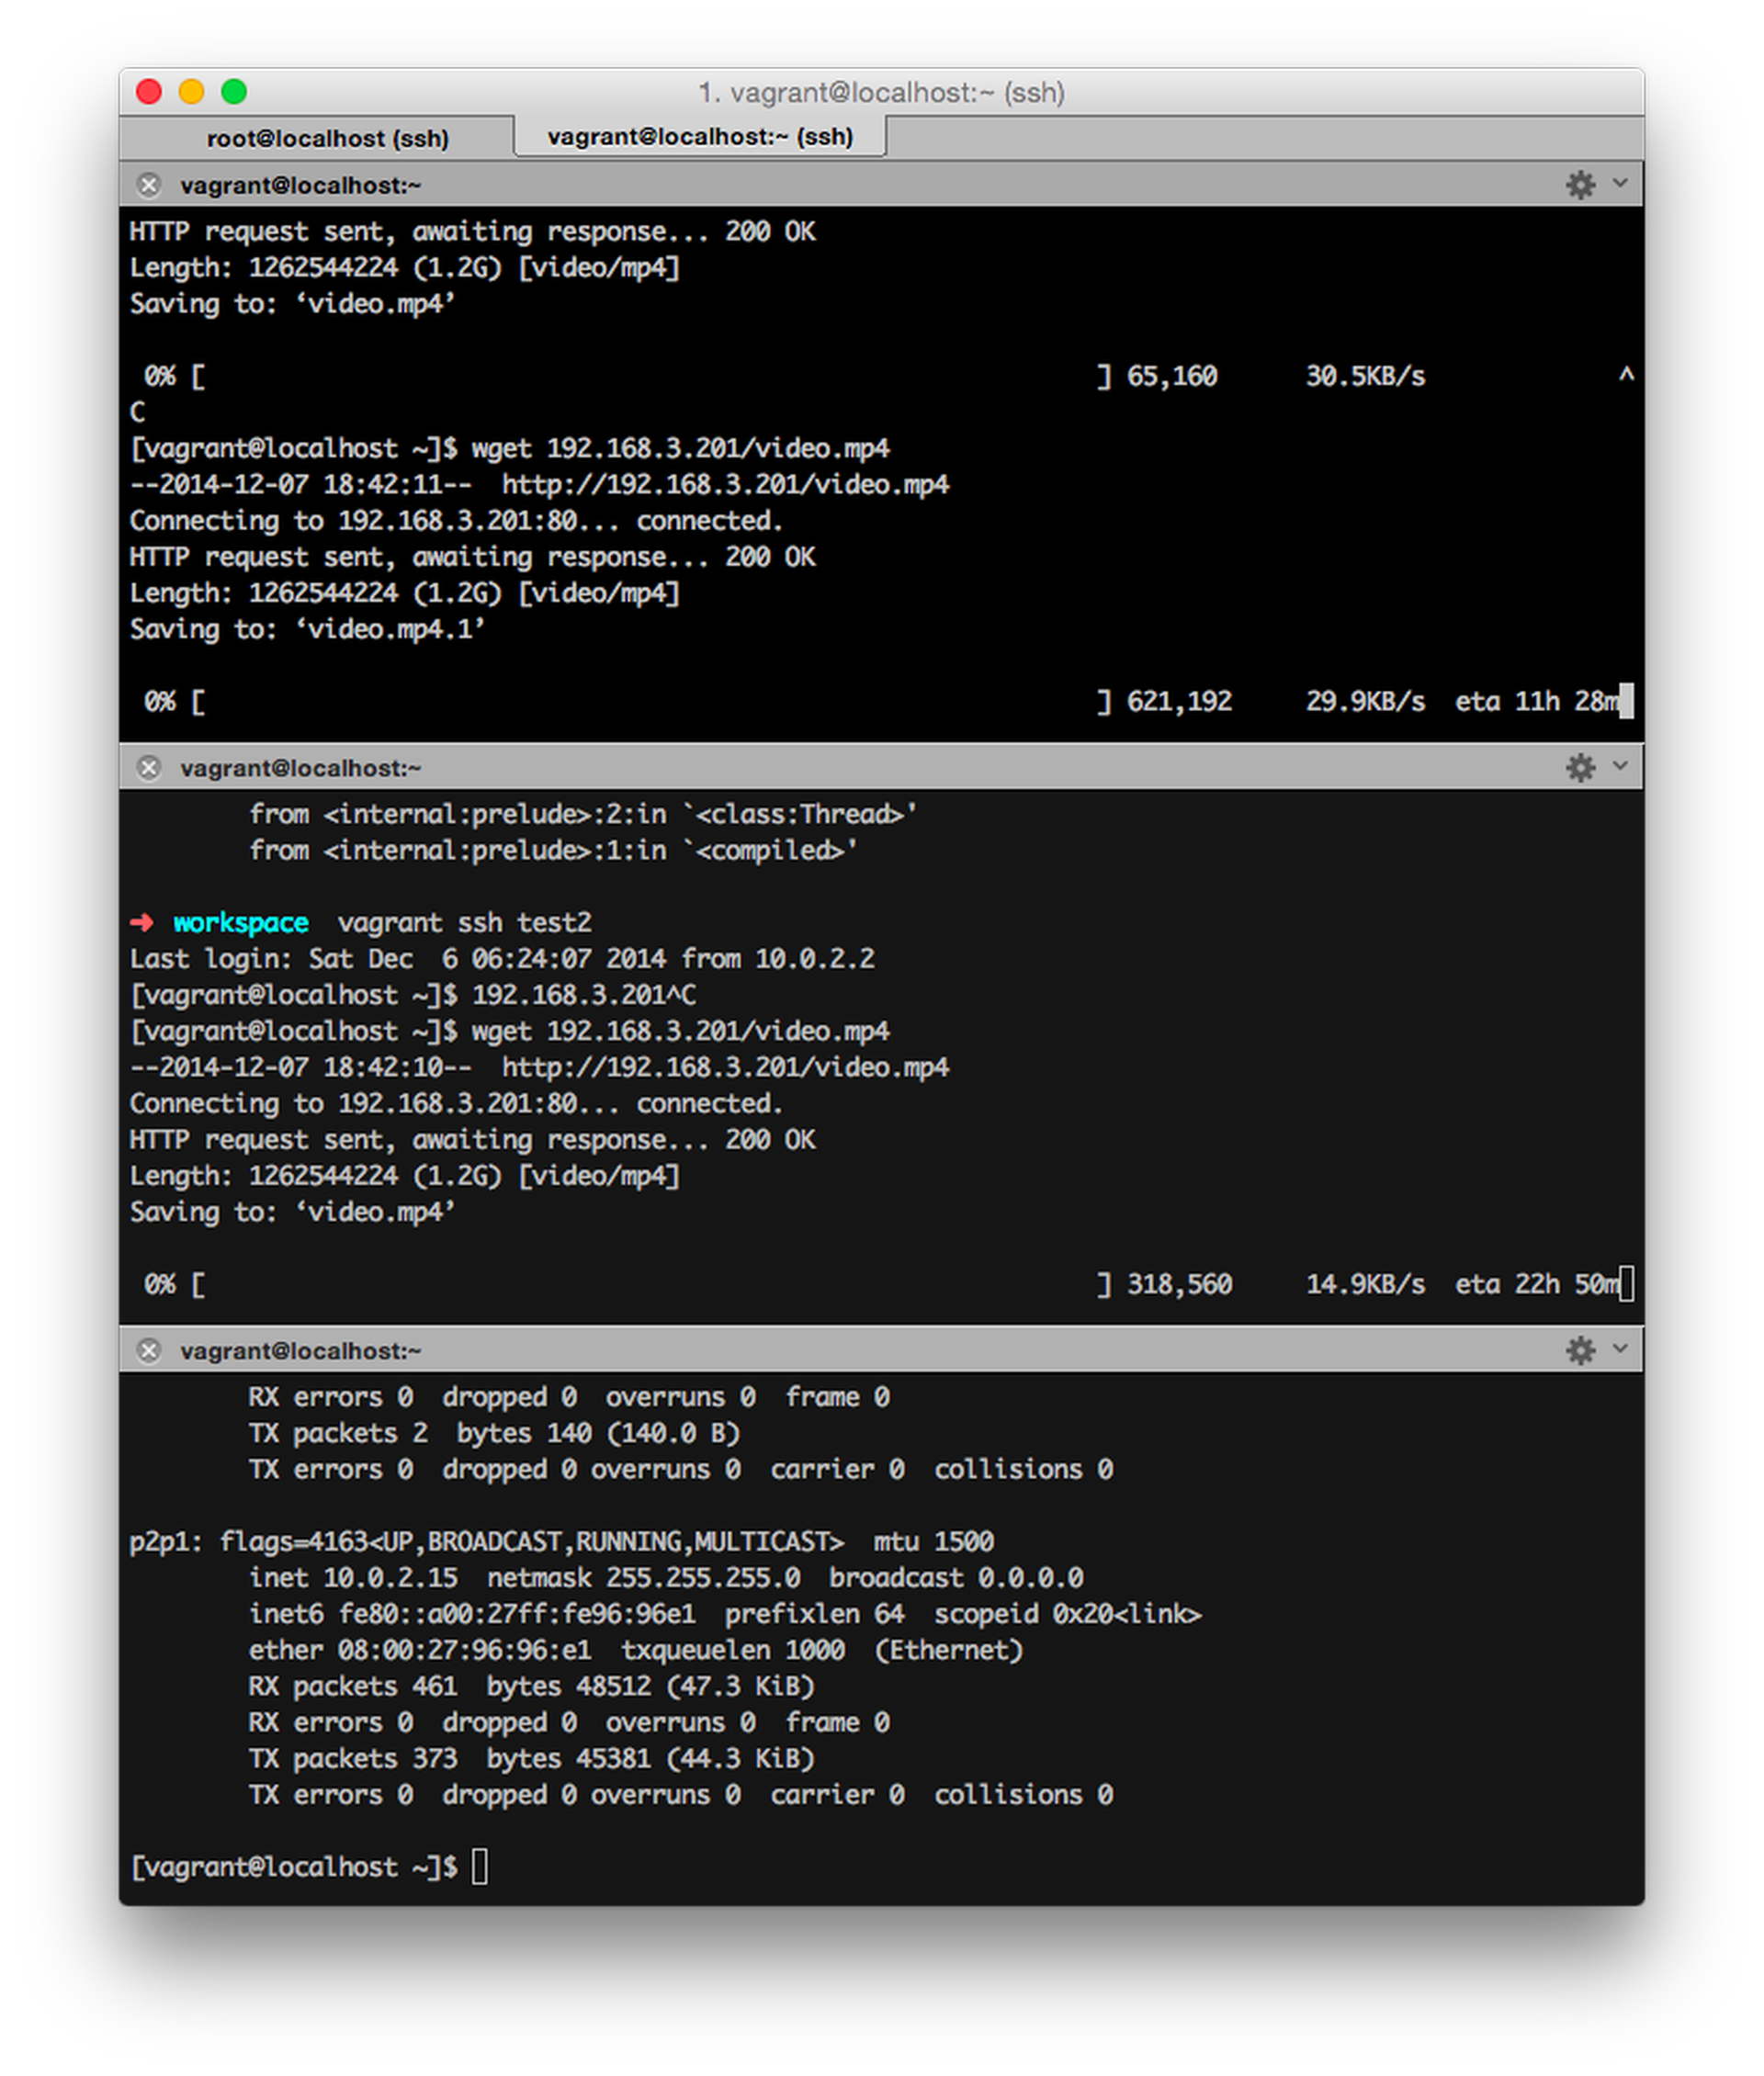 1. vagrant@localhost:~ (ssh)
root@localhost (ssh) vagrant@localhost:~ (ssh)
vagrant@localhost:~
HTTP request sent, awaiting response... 200 OK
Length: 1262544224 (1.2G) [video/mp4]
Saving to: ‘video.mp4’
0% [ ] 65,160 30.5KB/s ^
C
[vagrant@localhost ~]$ wget 192.168.3.201/video.mp4
--2014-12-07 18:42:11-- http://192.168.3.201/video.mp4
Connecting to 192.168.3.201:80... connected.
HTTP request sent, awaiting response... 200 OK
Length: 1262544224 (1.2G) [video/mp4]
Saving to: ‘video.mp4.1’
0% [ ] 621,192 29.9KB/s eta 11h 28m
vagrant@localhost:~
from <internal:prelude>:2:in `<class:Thread>'
from <internal:prelude>:1:in `<compiled>'
➜ workspace vagrant ssh test2
Last login: Sat Dec 6 06:24:07 2014 from 10.0.2.2
[vagrant@localhost ~]$ 192.168.3.201^C
[vagrant@localhost ~]$ wget 192.168.3.201/video.mp4
--2014-12-07 18:42:10-- http://192.168.3.201/video.mp4
Connecting to 192.168.3.201:80... connected.
HTTP request sent, awaiting response... 200 OK
Length: 1262544224 (1.2G) [video/mp4]
Saving to: ‘video.mp4’
0% [ ] 318,560 14.9KB/s eta 22h 50m
vagrant@localhost:~
RX errors 0 dropped 0 overruns 0 frame 0
TX packets 2 bytes 140 (140.0 B)
TX errors 0 dropped 0 overruns 0 carrier 0 collisions 0
p2p1: flags=4163<UP,BROADCAST,RUNNING,MULTICAST> mtu 1500
inet 10.0.2.15 netmask 255.255.255.0 broadcast 0.0.0.0
inet6 fe80::a00:27ff:fe96:96e1 prefixlen 64 scopeid 0x20<link>
ether 08:00:27:96:96:e1 txqueuelen 1000 (Ethernet)
RX packets 461 bytes 48512 (47.3 KiB)
RX errors 0 dropped 0 overruns 0 frame 0
TX packets 373 bytes 45381 (44.3 KiB)
TX errors 0 dropped 0 overruns 0 carrier 0 collisions 0
[vagrant@localhost ~]$